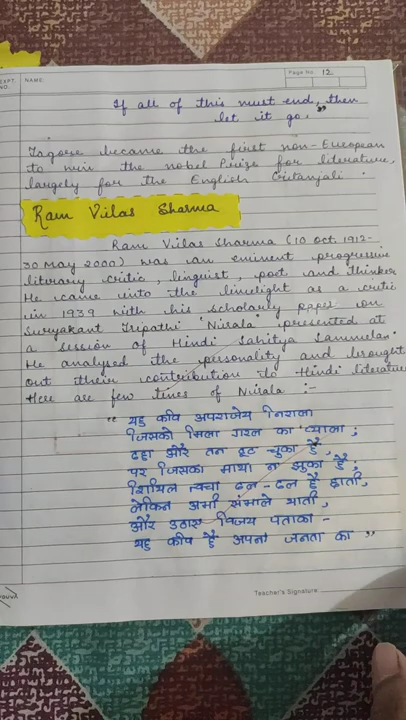 EXPT. NO.
NAME:
Page No. 12
If all of this must end, then
let it go."
Tagore became the first non-European
to win the nobel Prize for literature,
largely for the English Gitanjali.
Ram Vilas Sharma
Ram Vilas Sharma (10 oct. 1912-
30 May 2000) was an eminent progressive
literary critic, linguist, poet and thinker
He came into the limelight as a critic
in 1939 with his scholarly paper on
Suryakant Tripathi 'Nirala' presented at
a session of Hindi Sahitya Sammelan.
He analysed the personality and brought
out their contribution to Hindi literature
Here are few lines of Nirala :-
" यह कवि अपराजेय निराला
जिसको मिला गरल का प्याला;
ढहा और तन टूट चुका है,
पर जिसका माथा न झुका है;
शिथिल त्वचा ढल-ढल है छाती,
लेकिन अभी संभाले थाती,
और उठाए विजय पताका-
यह कवि है अपनी जनता का "
Teacher's Signature: